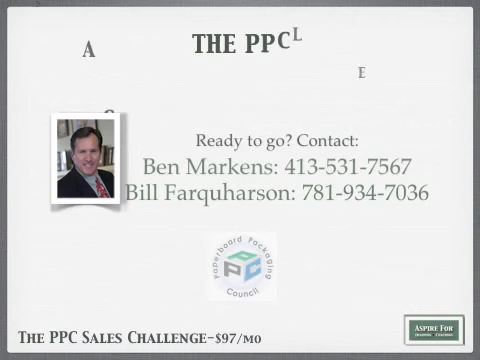 THE PPCL
A
E
Ready to go? Contact:
Ben Markens: 413-531-7567
Bill Farquharson: 781-934-7036
Paperboard Packaging
PPC
Council
ASPIRE FOR
THE PPC SALES CHALLENGE-$97/MO